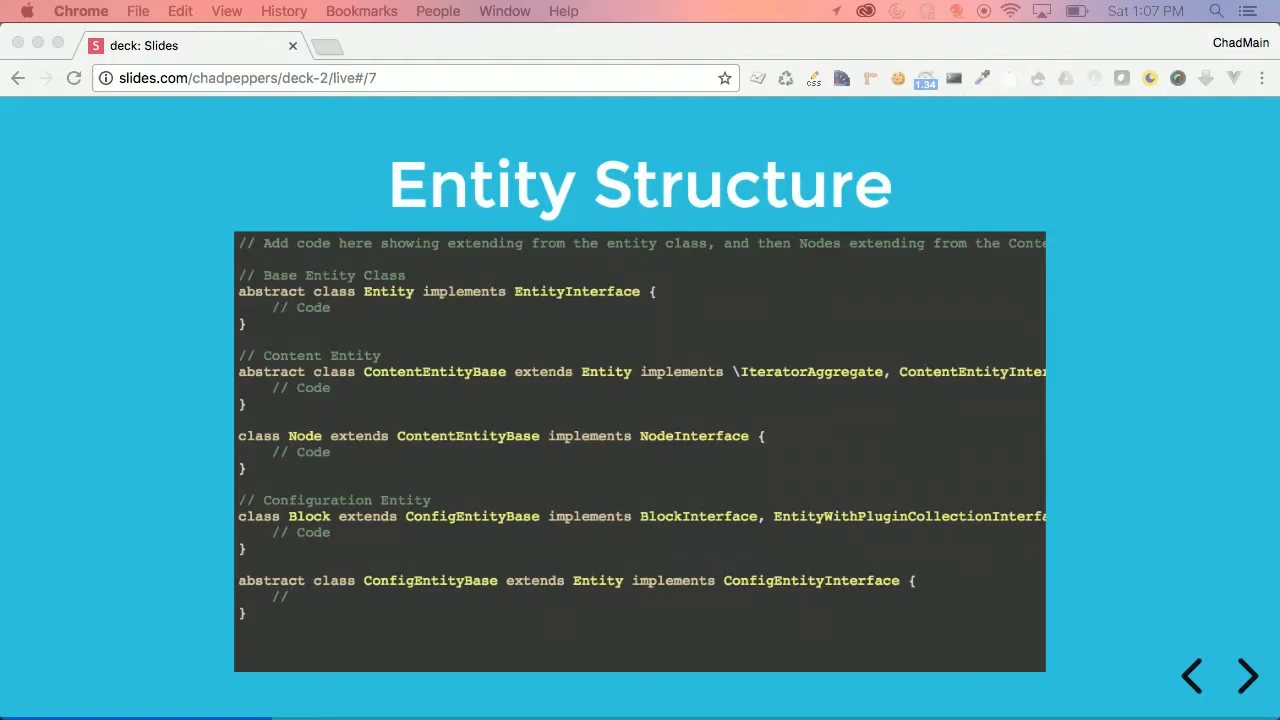 Chrome File Edit View History Bookmarks People Window Help Sat 1:07 PM
S deck: Slides ChadMain
slides.com/chadpeppers/deck-2/live#/7 css 1.34
Entity Structure
// Add code here showing extending from the entity class, and then Nodes extending from the Conte
// Base Entity Class
abstract class Entity implements EntityInterface {
// Code
}
// Content Entity
abstract class ContentEntityBase extends Entity implements \IteratorAggregate, ContentEntityInter
// Code
}
class Node extends ContentEntityBase implements NodeInterface {
// Code
}
// Configuration Entity
class Block extends ConfigEntityBase implements BlockInterface, EntityWithPluginCollectionInterfa
// Code
}
abstract class ConfigEntityBase extends Entity implements ConfigEntityInterface {
//
}